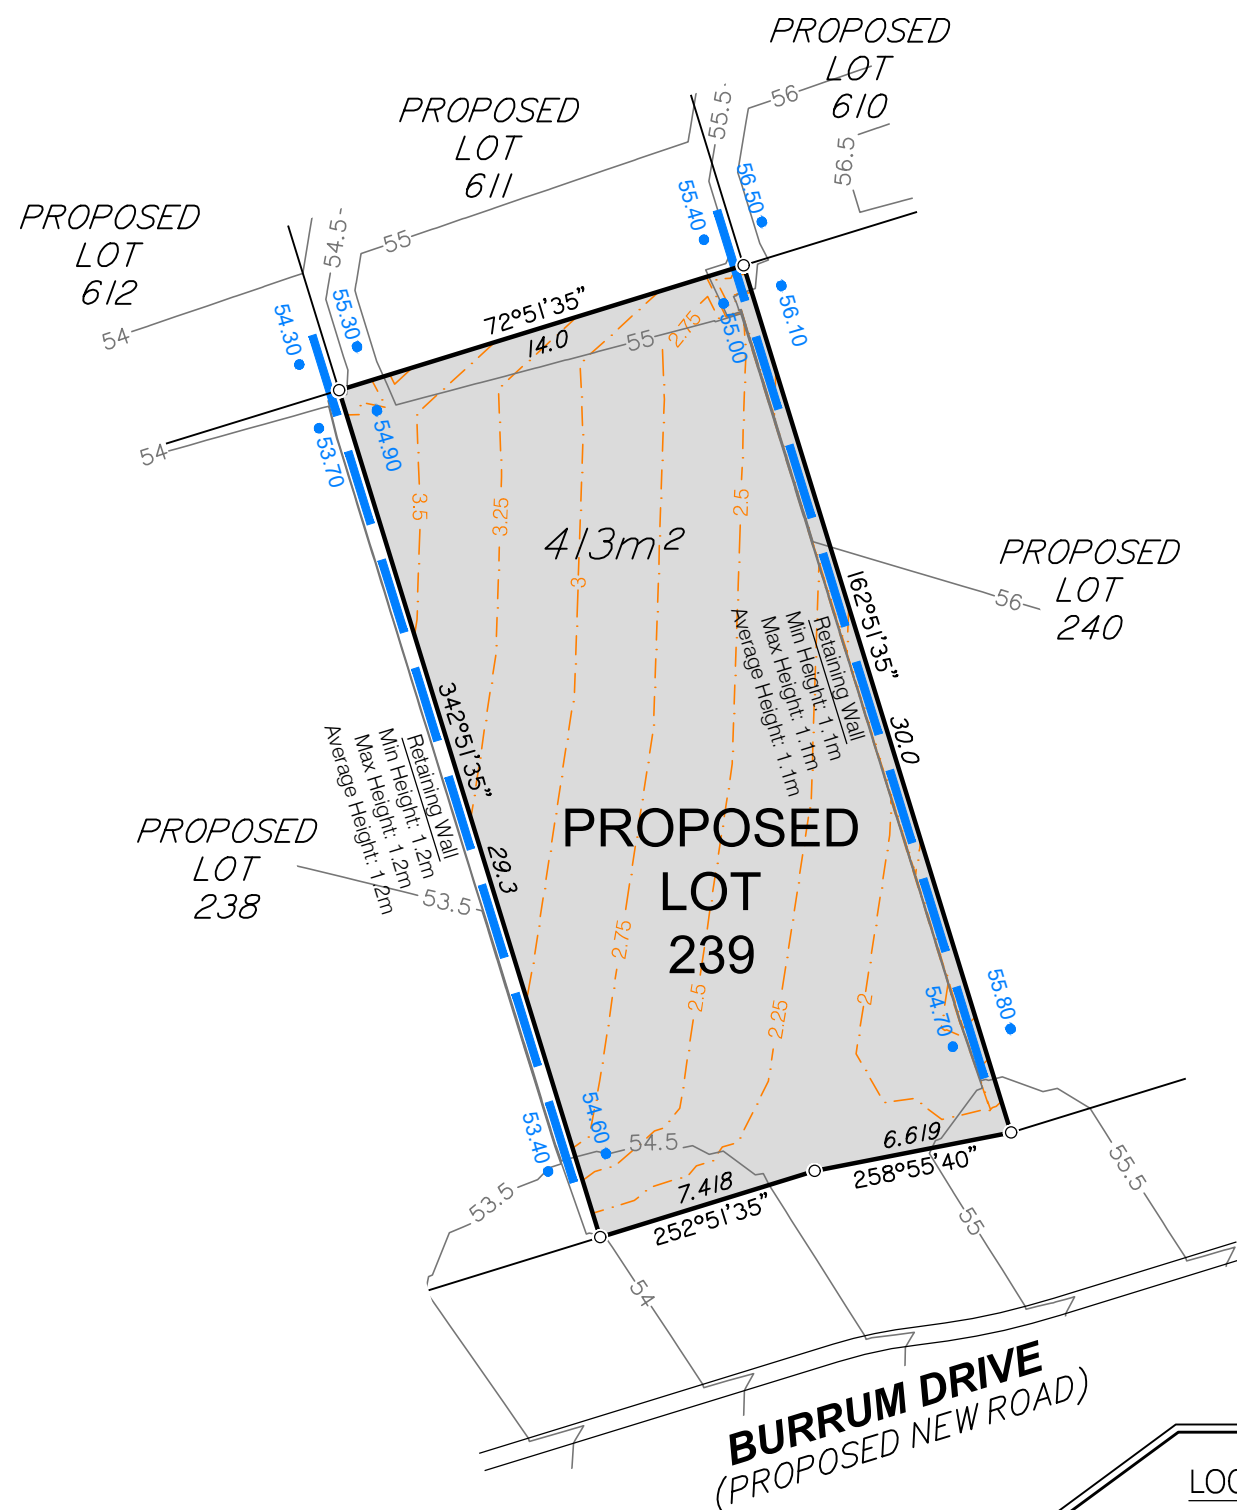 PROPOSED
LOT
610
PROPOSED
LOT
611
PROPOSED
LOT
612
55.5
56
56.5
56.50
55.40
54.5
55
54
54.30
55.30
72°51'35"
14.0
55
2.75
55.00
56.10
54
53.70
54.90
3.5
3.25
3
2.5
413m²
PROPOSED
LOT
240
56
162°51'35"
30.0
Retaining Wall
Min Height: 1.1m
Max Height: 1.1m
Average Height: 1.1m
342°51'35"
29.3
Retaining Wall
Min Height: 1.2m
Max Height: 1.2m
Average Height: 1.2m
PROPOSED
LOT
238
53.5
PROPOSED
LOT
239
2.75
2.5
2.25
2
54.70
55.80
53.40
54.60
54.5
53.5
6.619
258°55'40"
7.418
252°51'35"
55.5
55
54
BURRUM DRIVE
(PROPOSED NEW ROAD)